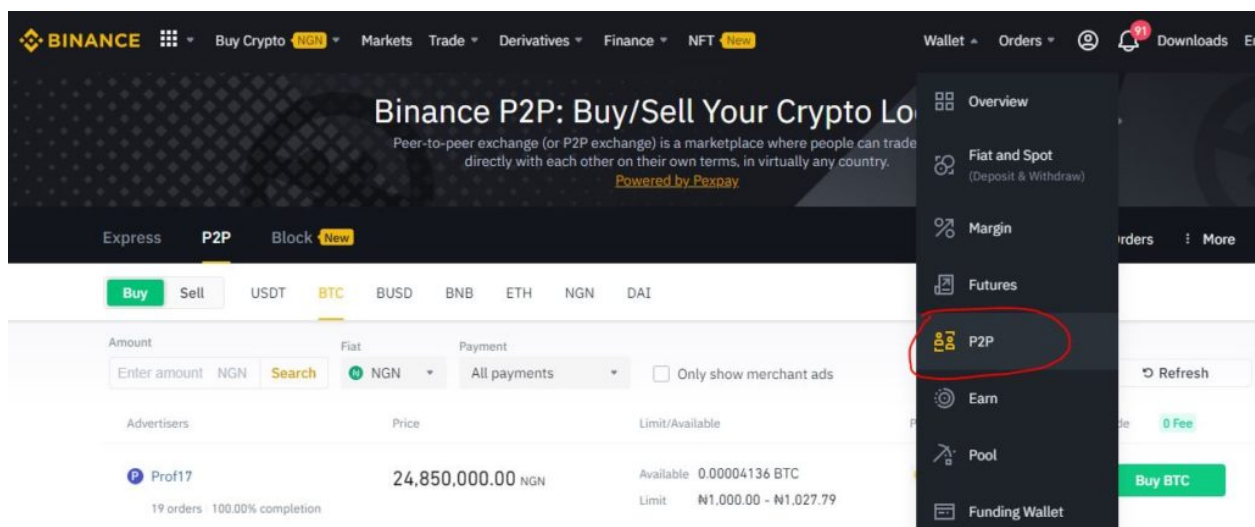 BINANCE Buy Crypto NGN Markets Trade Derivatives Finance NFT New Wallet Orders 91 Downloads
Binance P2P: Buy/Sell Your Crypto
Peer-to-peer exchange (or P2P exchange) is a marketplace where people can trade
directly with each other on their own terms, in virtually any country.
Powered by Pexpay
Overview
Fiat and Spot
(Deposit & Withdraw)
Margin
Futures
P2P
Earn
Pool
Funding Wallet
Express P2P Block New More
Buy Sell USDT BTC BUSD BNB ETH NGN DAI
Amount Fiat Payment
Enter amount NGN Search NGN All payments Only show merchant ads Refresh
Advertisers Price Limit/Available 0 Fee
P Prof17 24,850,000.00 NGN Available 0.00004136 BTC Buy BTC
19 orders 100.00% completion Limit ₦1,000.00 - ₦1,027.79